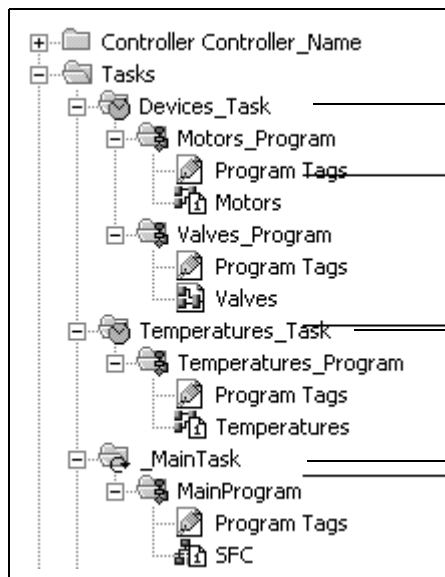 Controller Controller_Name
Tasks
Devices_Task
Motors_Program
Program Tags
Motors
Valves_Program
Program Tags
Valves
Temperatures_Task
Temperatures_Program
Program Tags
Temperatures
_MainTask
MainProgram
Program Tags
SFC